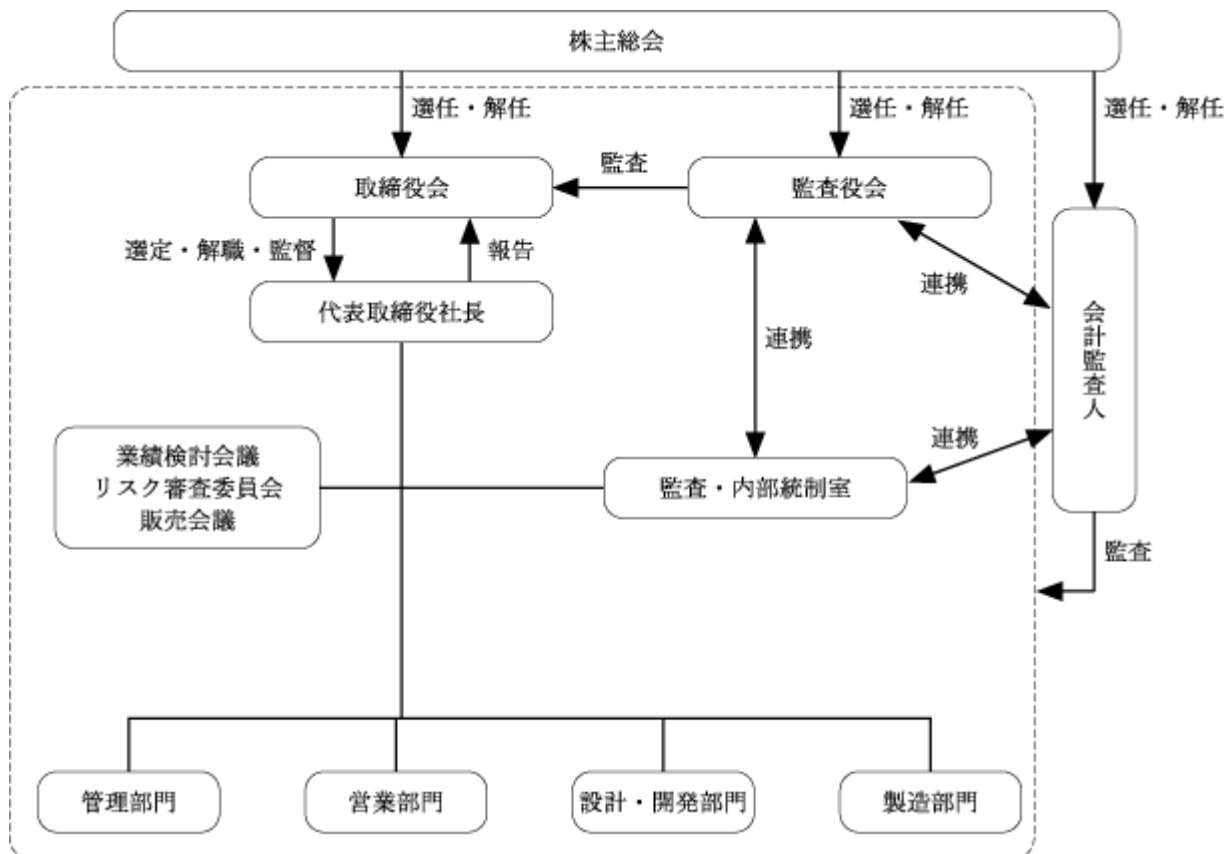 株主総会
選任・解任
選任・解任
選任・解任
取締役会
監査
監査役会
選定・解職・監督
報告
連携
代表取締役社長
連携
会計監査人
業績検討会議
リスク審査委員会
販売会議
監査・内部統制室
連携
監査
管理部門
営業部門
設計・開発部門
製造部門